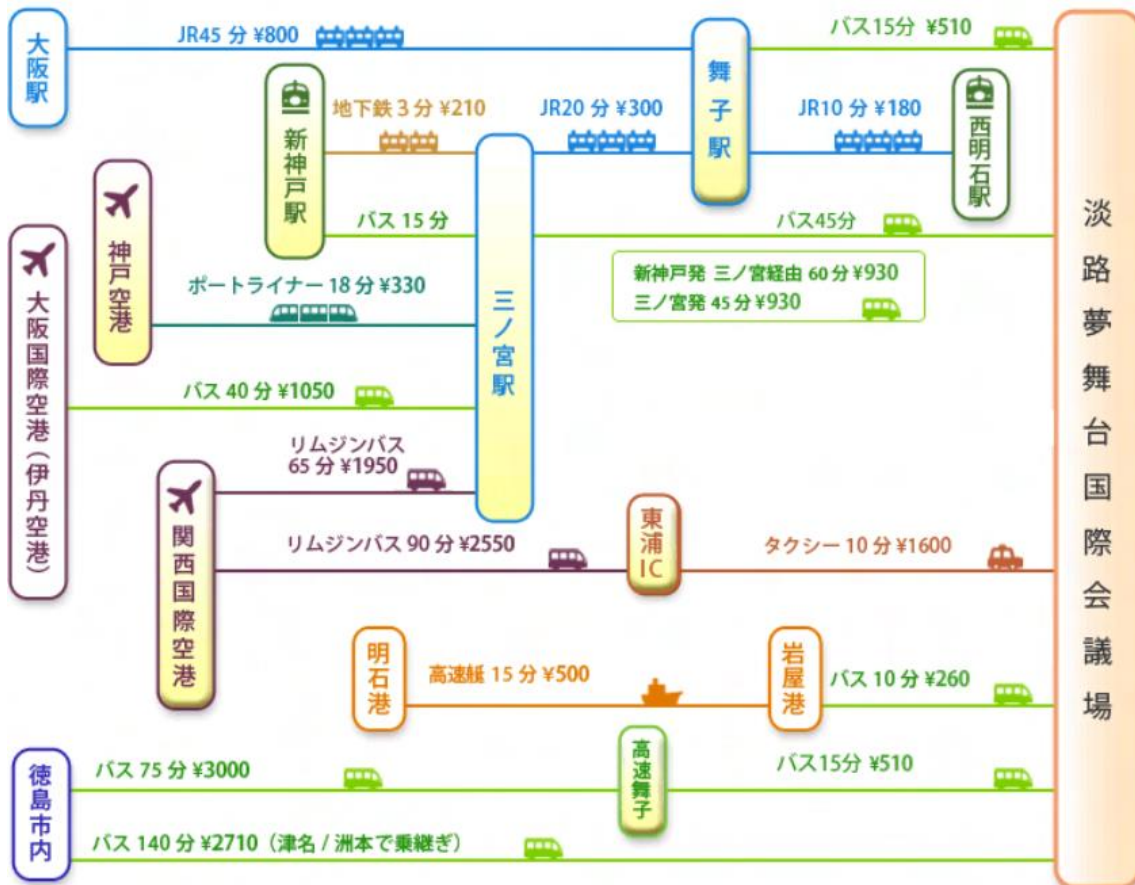 大阪駅
JR45 分 ¥800
舞子駅
バス15分 ¥510
新神戸駅
地下鉄 3 分 ¥210
JR20 分 ¥300
JR10 分 ¥180
西明石駅
神戸空港
バス 15 分
バス45分
三ノ宮駅
新神戸発 三ノ宮経由 60 分 ¥930
三ノ宮発 45 分 ¥930
ポートライナー 18 分 ¥330
大阪国際空港(伊丹空港)
バス 40 分 ¥1050
リムジンバス
65 分 ¥1950
関西国際空港
リムジンバス 90 分 ¥2550
東浦IC
タクシー 10 分 ¥1600
明石港
高速艇 15 分 ¥500
岩屋港
バス 10 分 ¥260
徳島市内
バス 75 分 ¥3000
高速舞子
バス15分 ¥510
バス 140 分 ¥2710(津名 / 洲本で乗継ぎ)
淡路夢舞台国際会議場